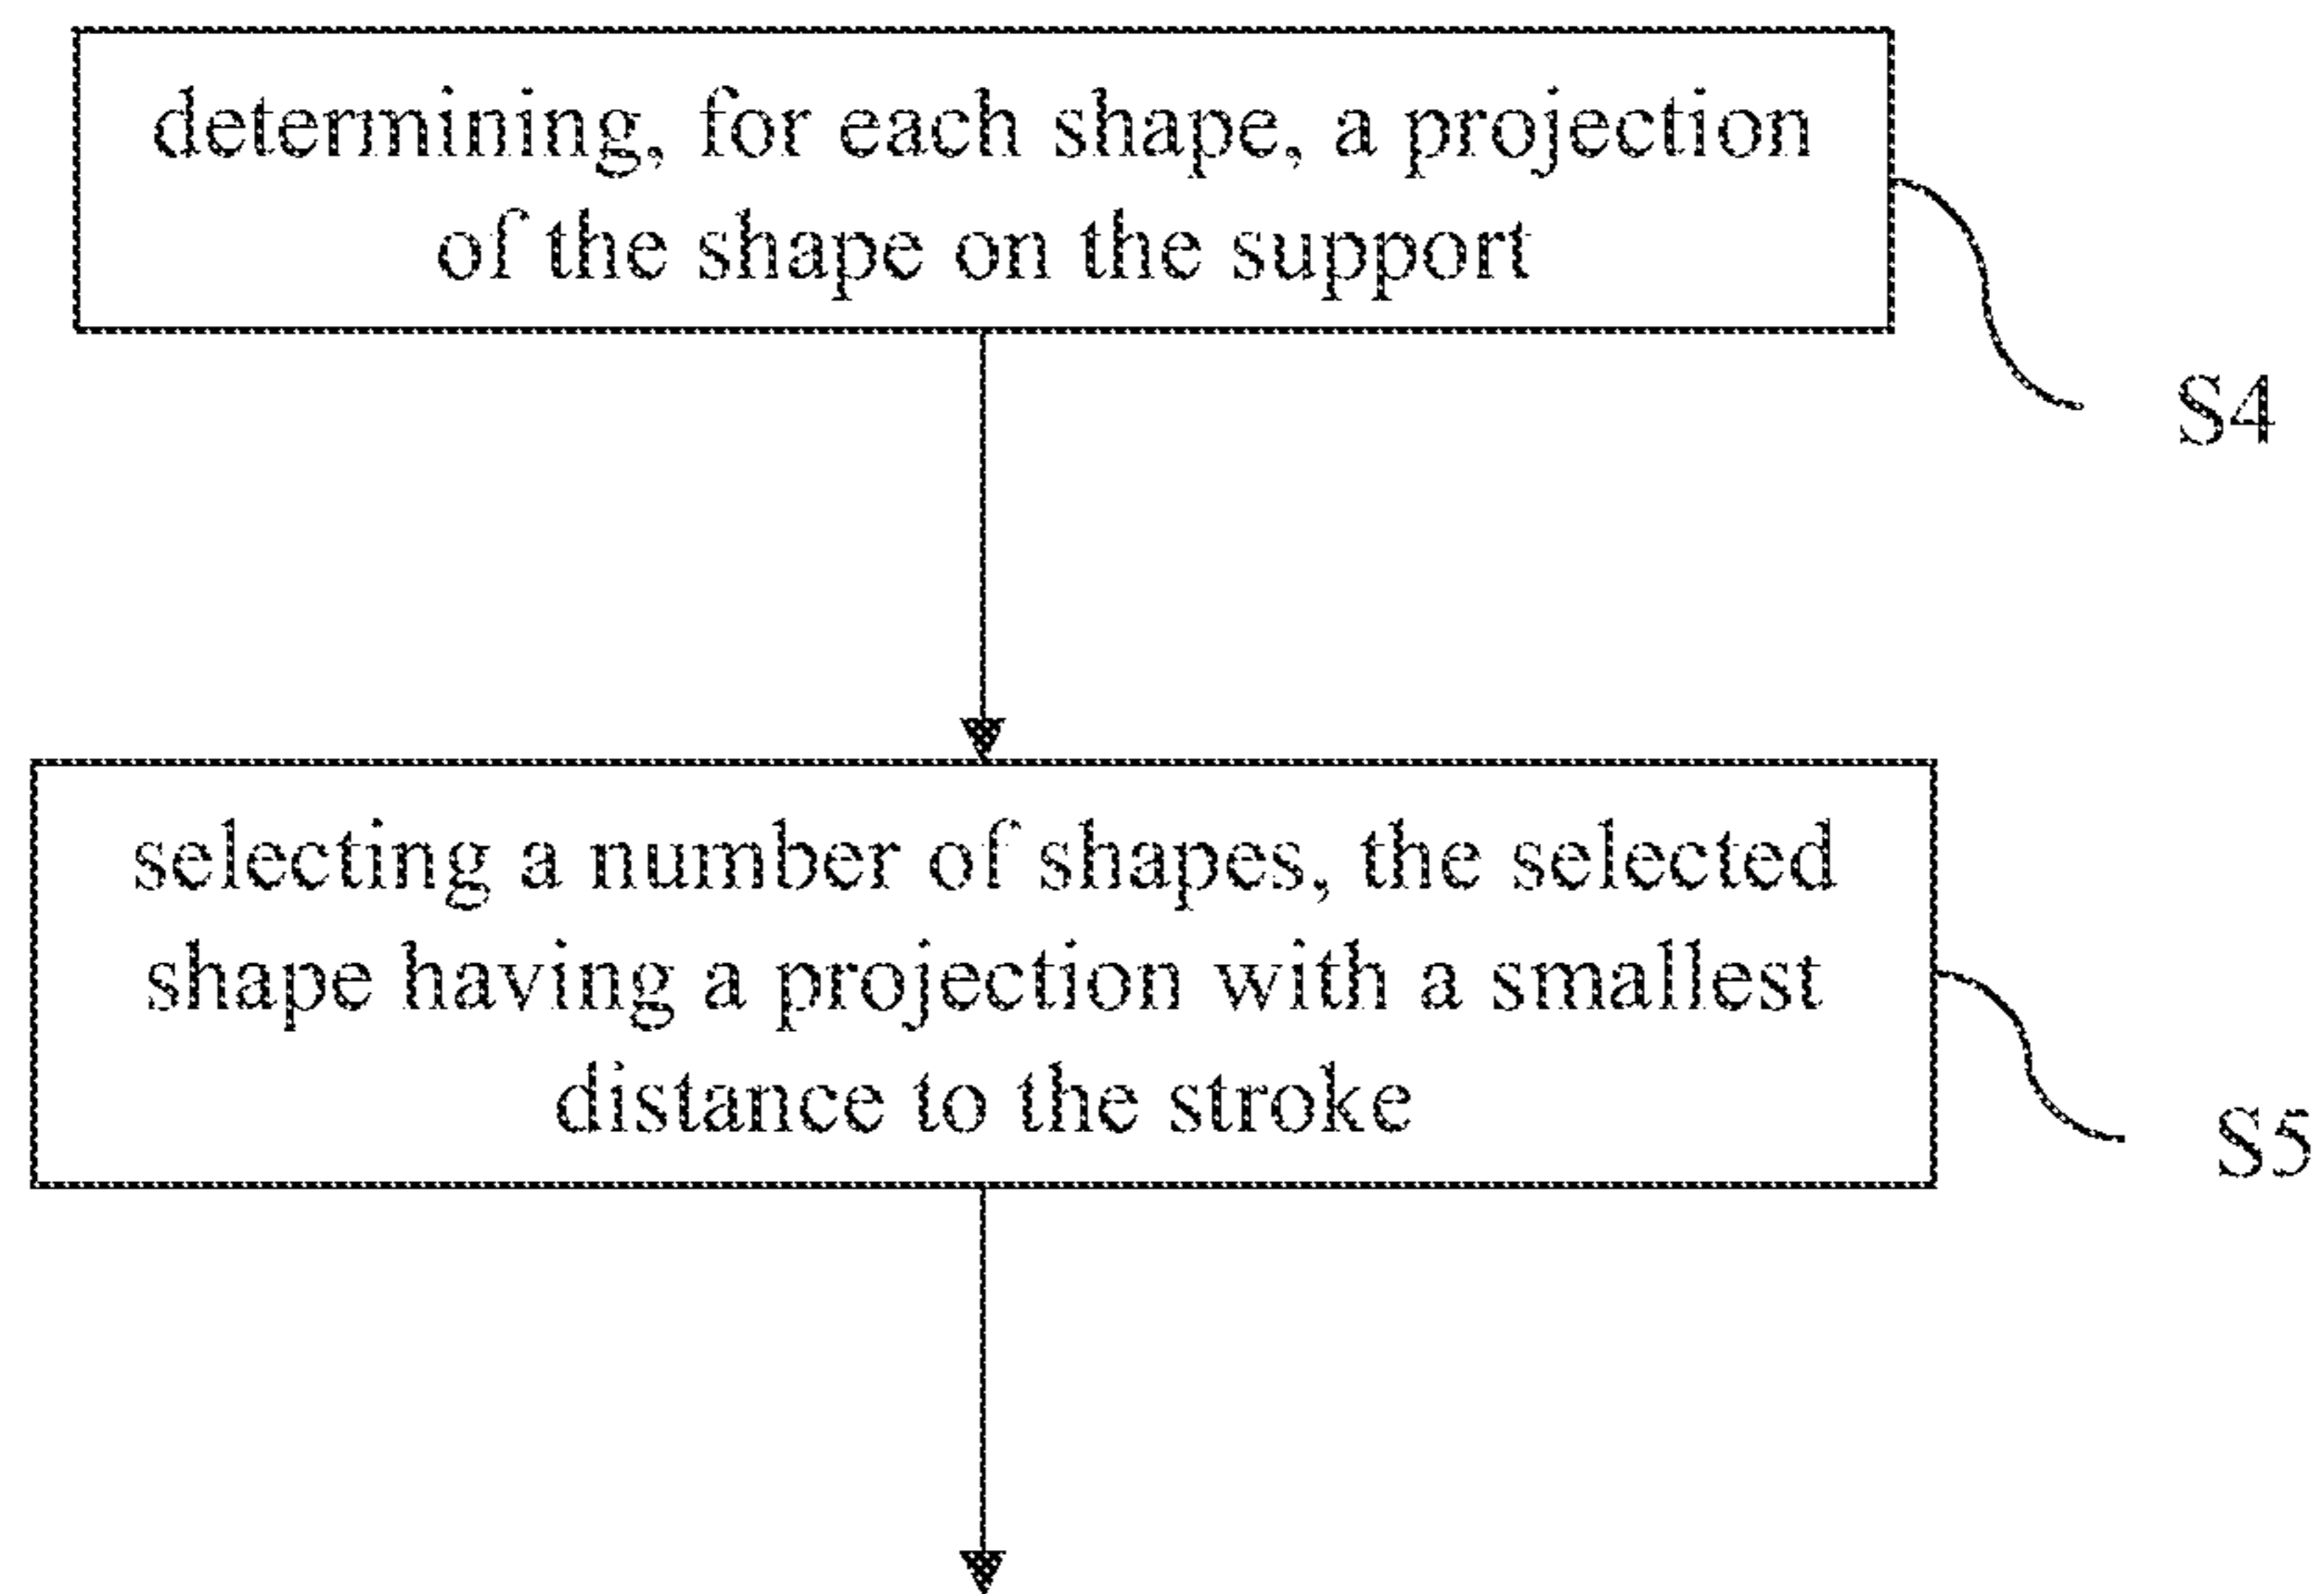 determining, for each shape, a projection
of the shape on the support
S4
selecting a number of shapes, the selected
shape having a projection with a smallest
distance to the stroke
S5